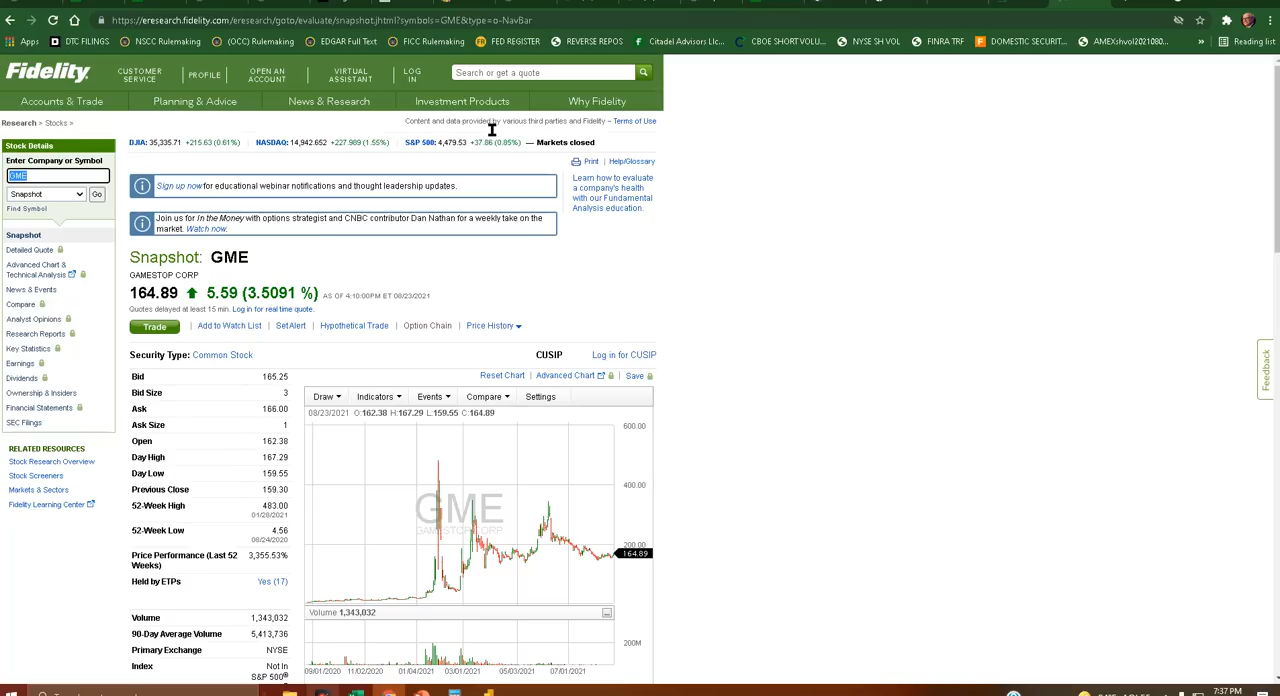 https://eresearch.fidelity.com/eresearch/goto/evaluate/snapshot.jhtml?symbols=GME&type=o-NavBar
Apps DTC FILINGS NSCC Rulemaking (OCC) Rulemaking EDGAR Full Text FICC Rulemaking FED REGISTER REVERSE REPOS Citadel Advisors Llc... CBOE SHORT VOLU... NYSE SH VOL FINRA TRF DOMESTIC SECURIT... AMEXshvol2021080... » Reading list
Fidelity
CUSTOMER SERVICE PROFILE OPEN AN ACCOUNT VIRTUAL ASSISTANT LOG IN Search or get a quote
Accounts & Trade Planning & Advice News & Research Investment Products Why Fidelity
Research > Stocks >
Content and data provided by various third parties and Fidelity – Terms of Use
DJIA: 35,335.71 +215.63 (0.61%) NASDAQ: 14,942.652 +227.989 (1.55%) S&P 500: 4,479.53 +37.86 (0.85%) — Markets closed
Stock Details
Enter Company or Symbol
GME
Snapshot Go
Find Symbol
Snapshot
Detailed Quote
Advanced Chart &
Technical Analysis
News & Events
Compare
Analyst Opinions
Research Reports
Key Statistics
Earnings
Dividends
Ownership & Insiders
Financial Statements
SEC Filings
RELATED RESOURCES
Stock Research Overview
Stock Screeners
Markets & Sectors
Fidelity Learning Center
Print | Help/Glossary
Sign up now for educational webinar notifications and thought leadership updates.
Join us for In the Money with options strategist and CNBC contributor Dan Nathan for a weekly take on the
market. Watch now.
Learn how to evaluate
a company's health
with our Fundamental
Analysis education.
Snapshot: GME
GAMESTOP CORP
164.89 5.59 (3.5091 %) AS OF 4:10:00PM ET 08/23/2021
Quotes delayed at least 15 min. Log in for real time quote.
Trade | Add to Watch List | Set Alert | Hypothetical Trade | Option Chain | Price History
Security Type: Common Stock CUSIP Log in for CUSIP
Bid 165.25
Bid Size 3
Ask 166.00
Ask Size 1
Open 162.38
Day High 167.29
Day Low 159.55
Previous Close 159.30
52-Week High 483.00
01/28/2021
52-Week Low 4.56
08/24/2020
Price Performance (Last 52 3,355.53%
Weeks)
Held by ETPs Yes (17)
Volume 1,343,032
90-Day Average Volume 5,413,736
Primary Exchange NYSE
Index Not In
S&P 500®
Reset Chart | Advanced Chart | Save
Draw Indicators Events Compare Settings
08/23/2021 O:162.38 H:167.29 L:159.55 C:164.89
600.00
400.00
200.00
164.89
GME
GAMESTOP CORP
Volume 1,343,032
200M
09/01/2020 11/02/2020 01/04/2021 03/01/2021 05/03/2021 07/01/2021
Feedback
7:37 PM